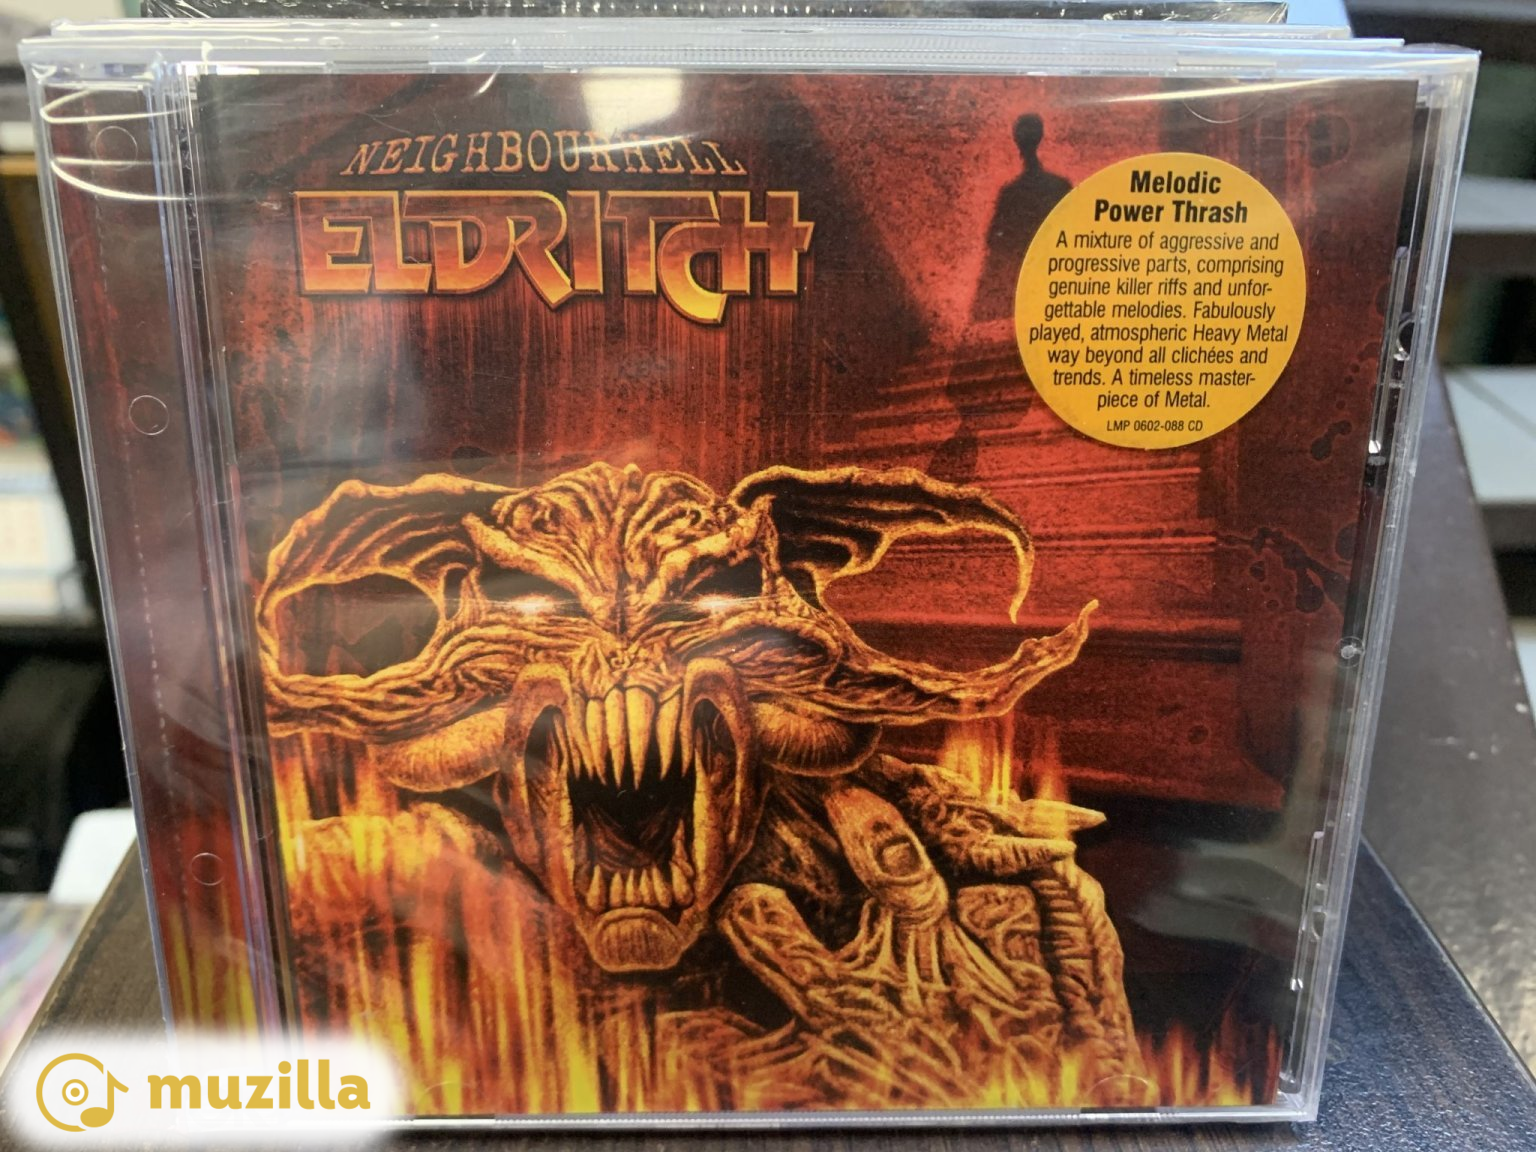 NEIGHBOURHELL
ELDRITCH
Melodic
Power Thrash
A mixture of aggressive and
progressive parts, comprising
genuine killer riffs and unfor-
gettable melodies. Fabulously
played, atmospheric Heavy Metal
way beyond all clichées and
trends. A timeless master-
piece of Metal.
LMP 0602-088 CD
muzilla